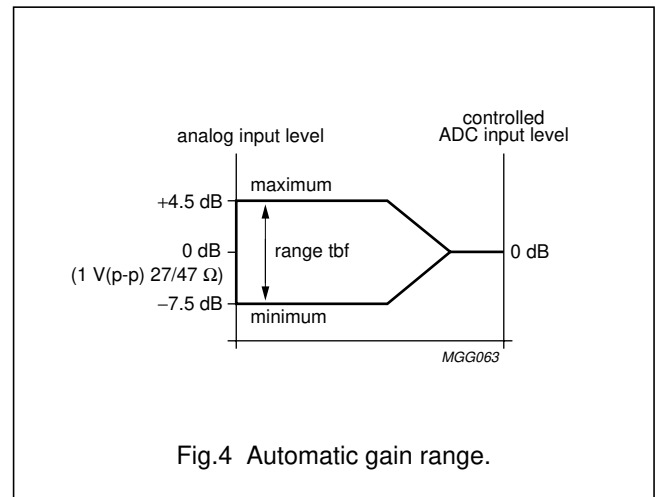 analog input level
controlled
ADC input level
maximum
+4.5 dB
0 dB
(1 V(p-p) 27/47 Ω)
range tbf
0 dB
−7.5 dB
minimum
MGG063
Fig.4 Automatic gain range.